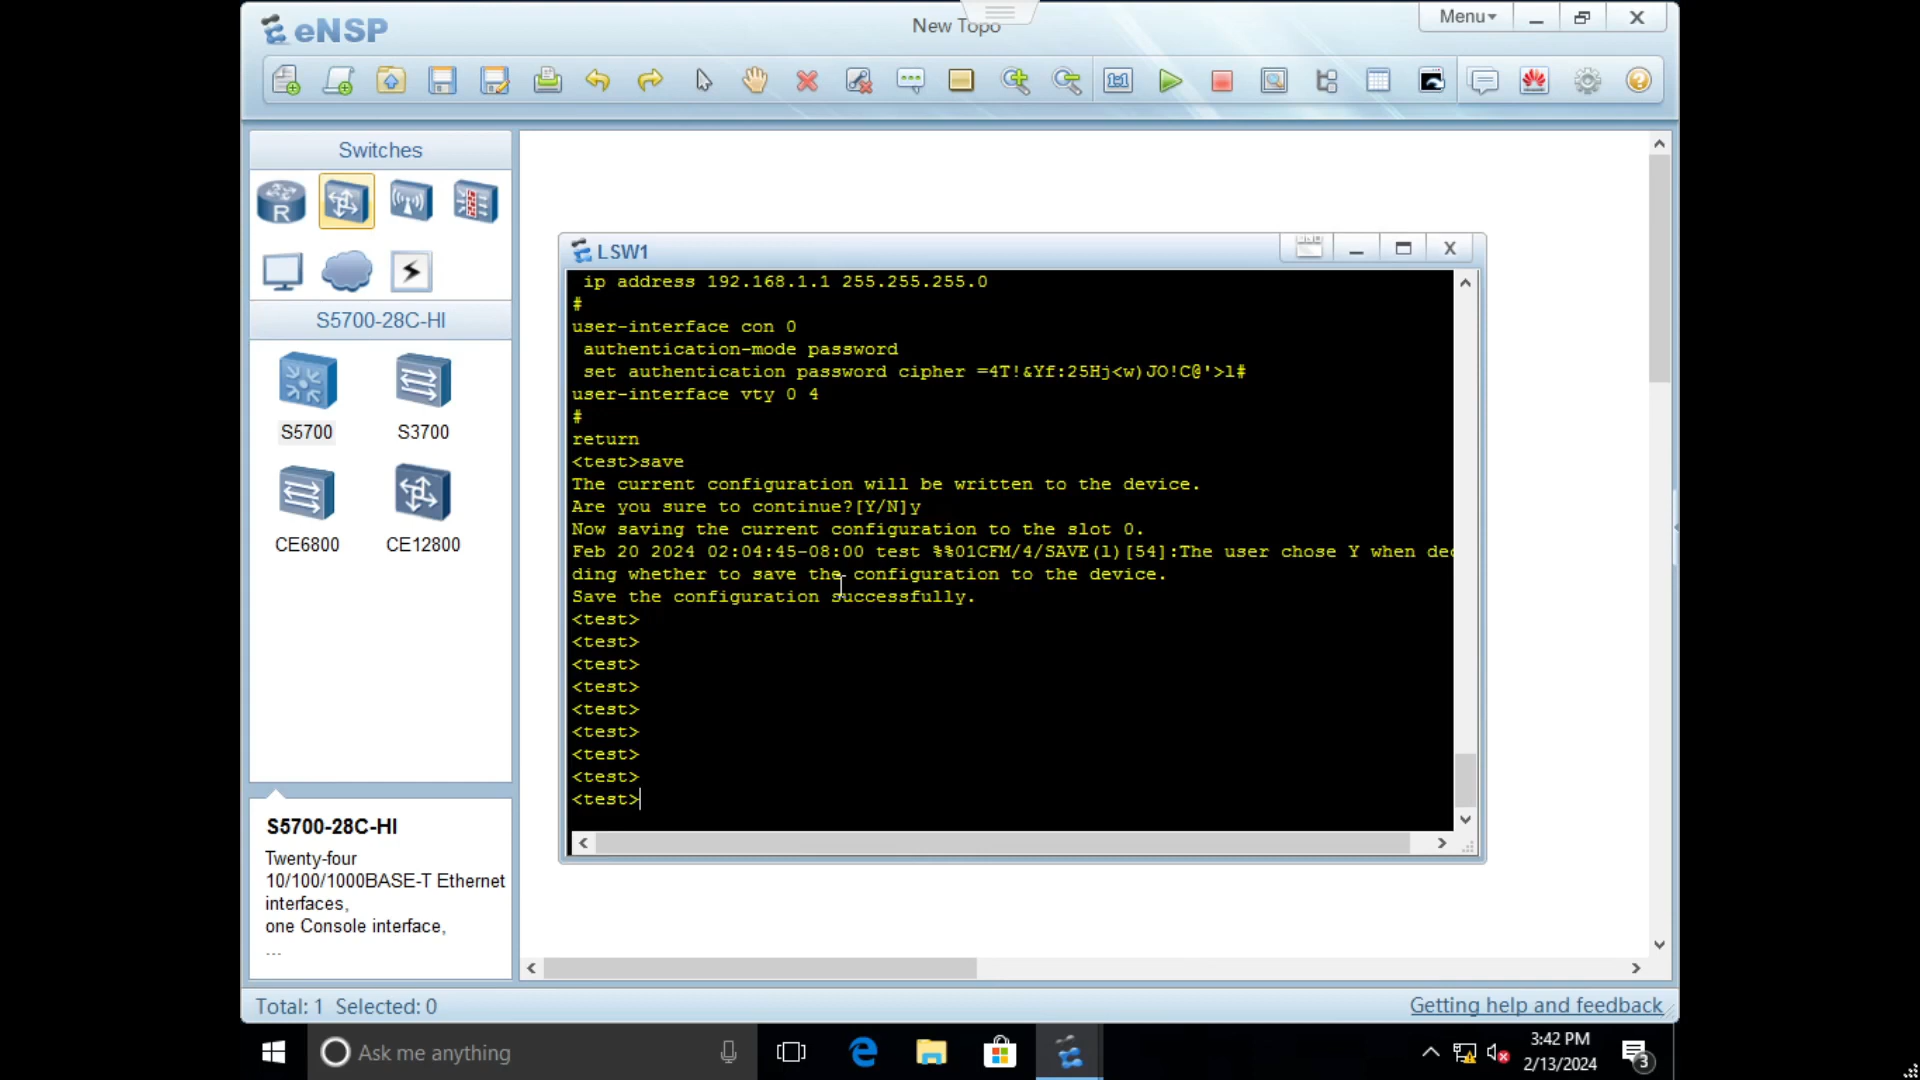 eNSP
New Topo
Menu
Switches
R
S5700-28C-HI
S5700
S3700
CE6800
CE12800
S5700-28C-HI
Twenty-four
10/100/1000BASE-T Ethernet
interfaces,
one Console interface,
...
LSW1
ip address 192.168.1.1 255.255.255.0
#
user-interface con 0
authentication-mode password
set authentication password cipher =4T!&Yf:25Hj<w)JO!C@'>l#
user-interface vty 0 4
#
return
<test>save
The current configuration will be written to the device.
Are you sure to continue?[Y/N]y
Now saving the current configuration to the slot 0.
Feb 20 2024 02:04:45-08:00 test %%01CFM/4/SAVE(l)[54]:The user chose Y when deci
ding whether to save the configuration to the device.
Save the configuration successfully.
<test>
<test>
<test>
<test>
<test>
<test>
<test>
<test>
<test>
Total: 1 Selected: 0
Getting help and feedback
Ask me anything
3:42 PM
2/13/2024
3